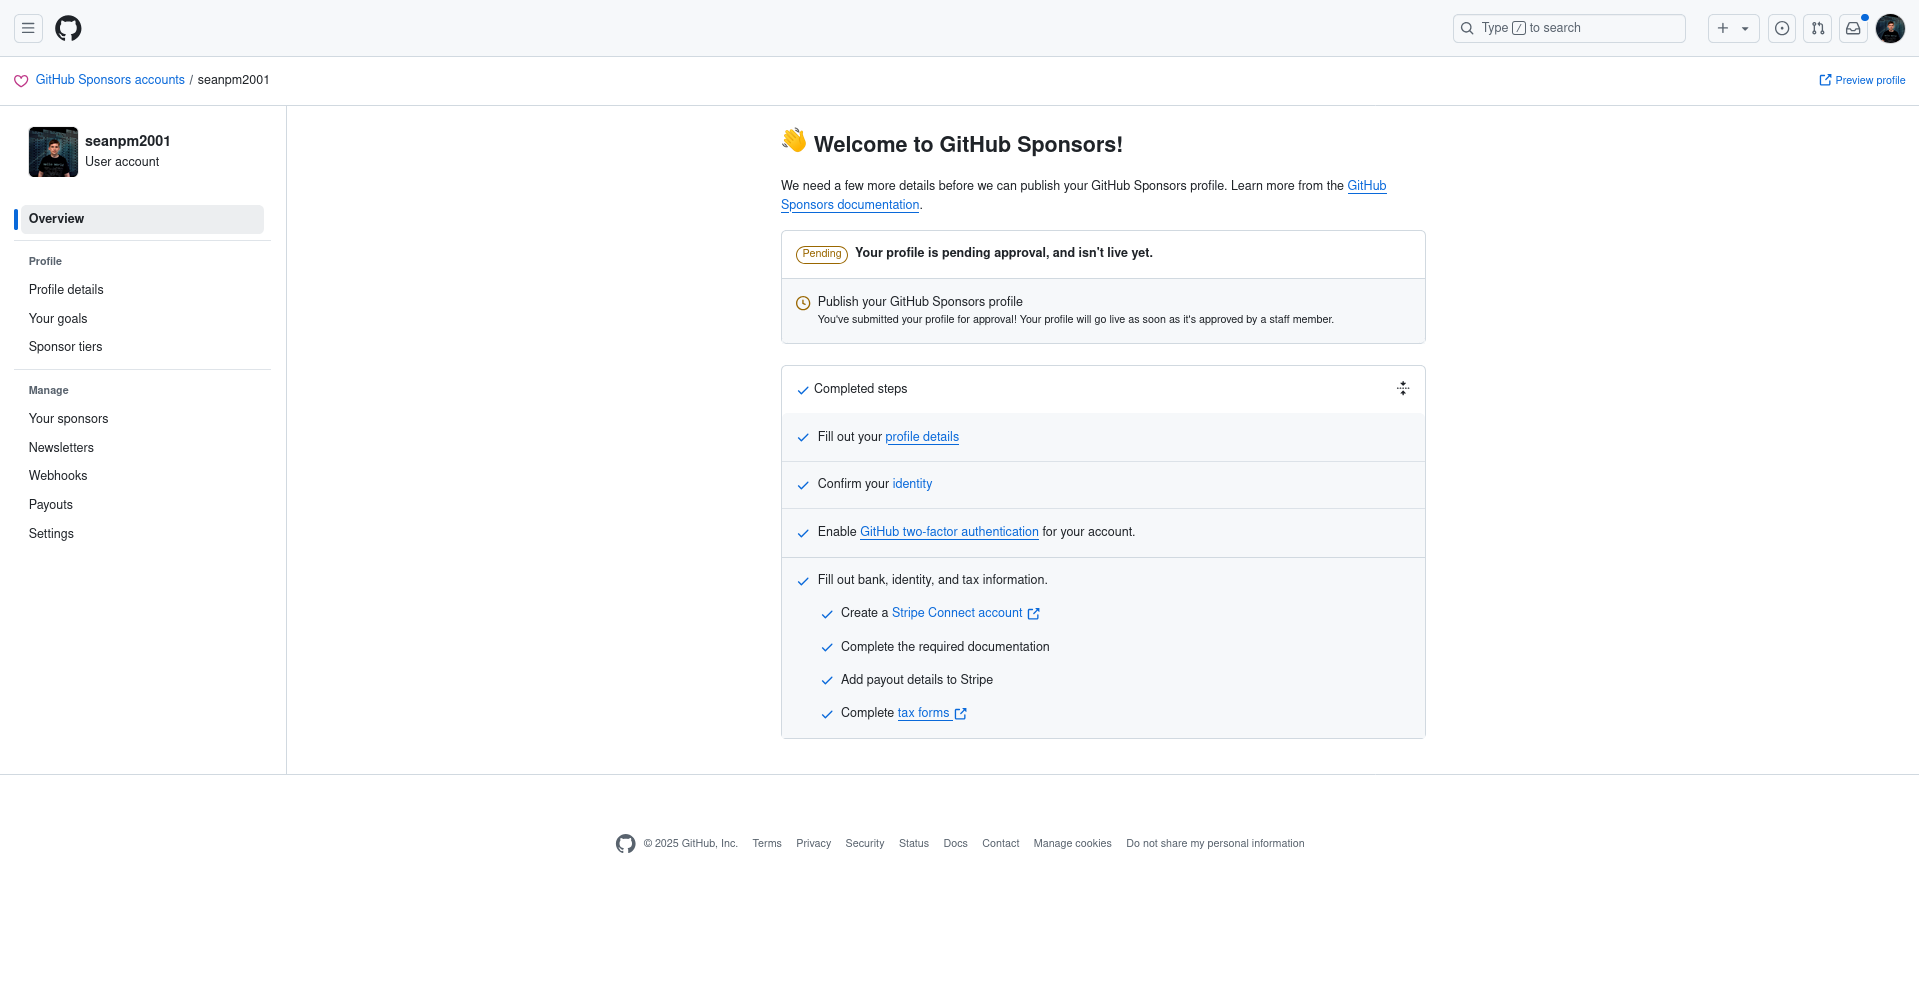 Type / to search
GitHub Sponsors accounts / seanpm2001
Preview profile
seanpm2001
User account
Overview
Profile
Profile details
Your goals
Sponsor tiers
Manage
Your sponsors
Newsletters
Webhooks
Payouts
Settings
Welcome to GitHub Sponsors!
We need a few more details before we can publish your GitHub Sponsors profile. Learn more from the GitHub
Sponsors documentation.
Pending Your profile is pending approval, and isn't live yet.
Publish your GitHub Sponsors profile
You've submitted your profile for approval! Your profile will go live as soon as it's approved by a staff member.
Completed steps
Fill out your profile details
Confirm your identity
Enable GitHub two-factor authentication for your account.
Fill out bank, identity, and tax information.
Create a Stripe Connect account
Complete the required documentation
Add payout details to Stripe
Complete tax forms
© 2025 GitHub, Inc. Terms Privacy Security Status Docs Contact Manage cookies Do not share my personal information